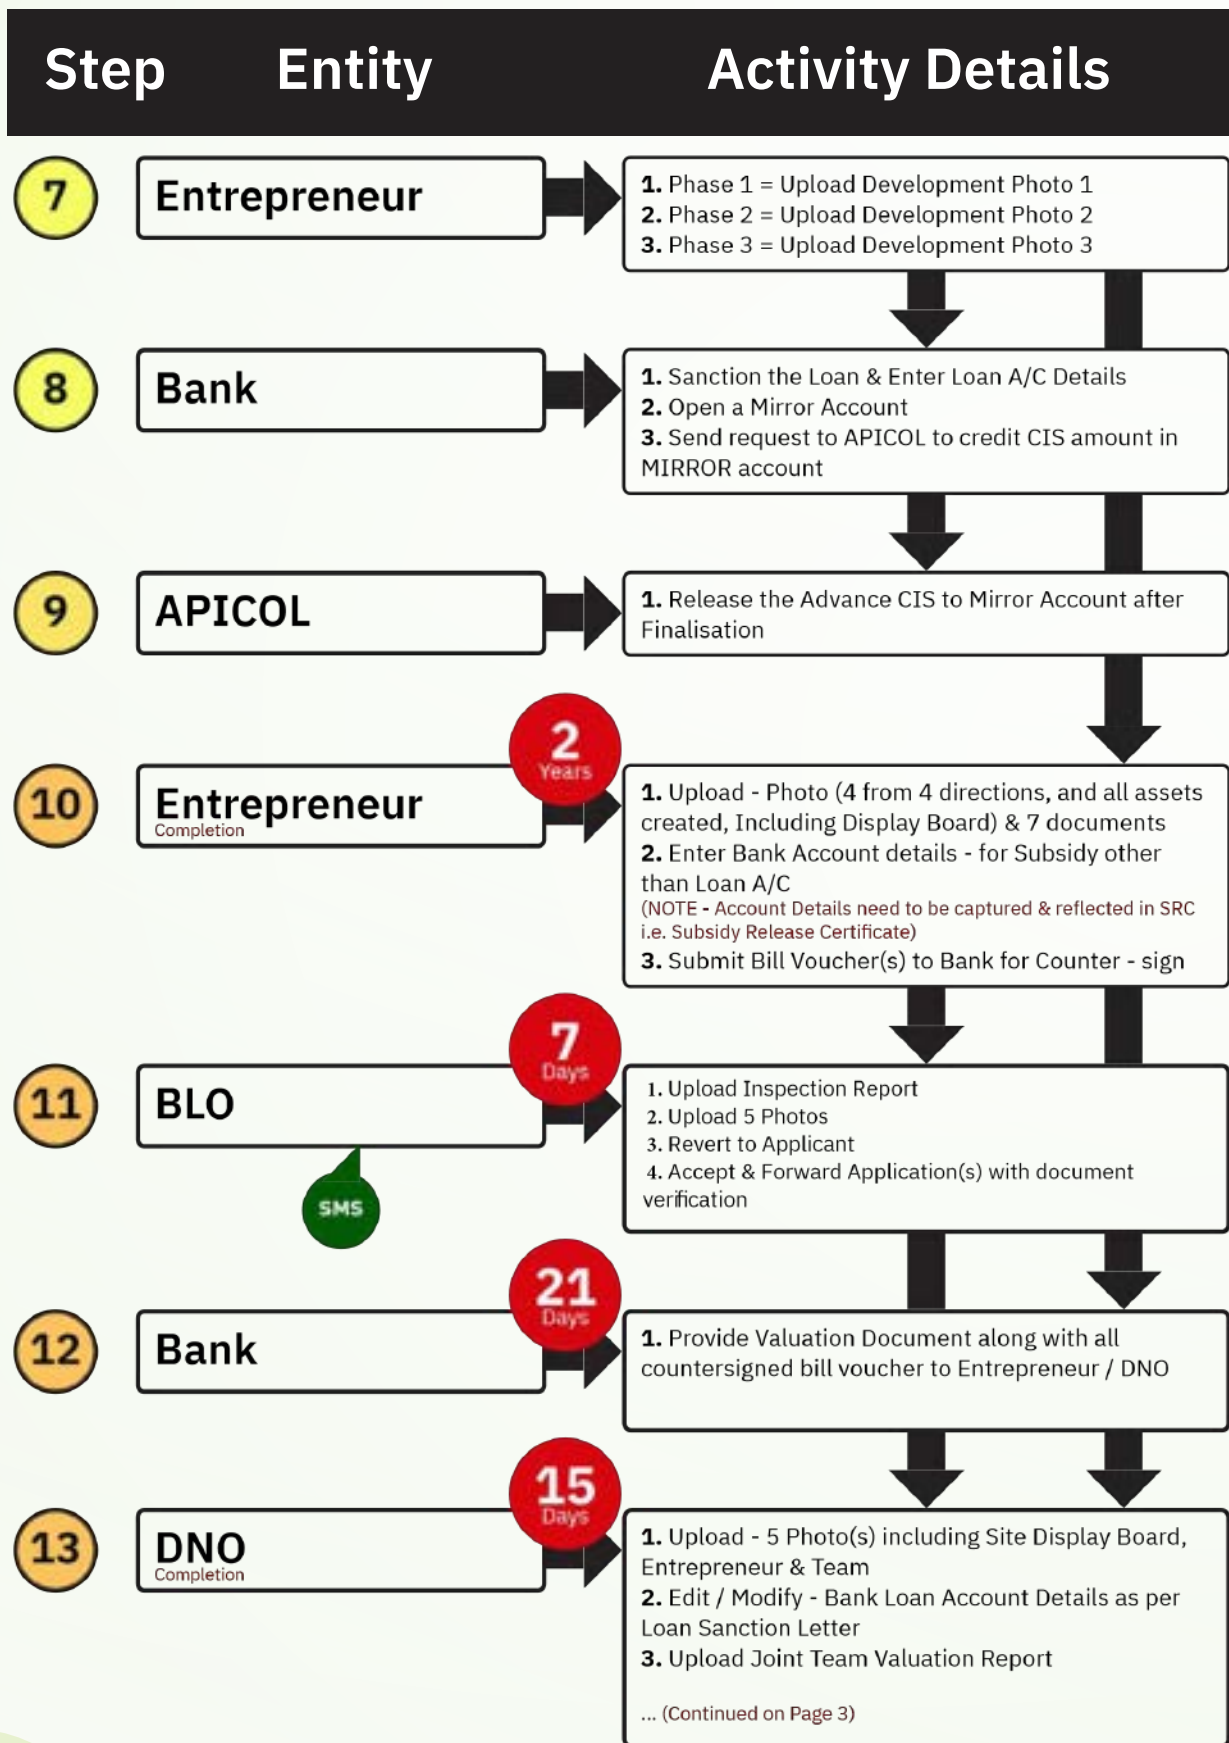 Step Entity Activity Details
7 Entrepreneur
1. Phase 1 = Upload Development Photo 1
2. Phase 2 = Upload Development Photo 2
3. Phase 3 = Upload Development Photo 3
8 Bank
1. Sanction the Loan & Enter Loan A/C Details
2. Open a Mirror Account
3. Send request to APICOL to credit CIS amount in
MIRROR account
9 APICOL
1. Release the Advance CIS to Mirror Account after
Finalisation
2
Years
10 Entrepreneur
Completion
1. Upload - Photo (4 from 4 directions, and all assets
created, Including Display Board) & 7 documents
2. Enter Bank Account details - for Subsidy other
than Loan A/C
(NOTE - Account Details need to be captured & reflected in SRC
i.e. Subsidy Release Certificate)
3. Submit Bill Voucher(s) to Bank for Counter - sign
7
Days
11 BLO
SMS
1. Upload Inspection Report
2. Upload 5 Photos
3. Revert to Applicant
4. Accept & Forward Application(s) with document
verification
21
Days
12 Bank
1. Provide Valuation Document along with all
countersigned bill voucher to Entrepreneur / DNO
15
Days
13 DNO
Completion
1. Upload - 5 Photo(s) including Site Display Board,
Entrepreneur & Team
2. Edit / Modify - Bank Loan Account Details as per
Loan Sanction Letter
3. Upload Joint Team Valuation Report
... (Continued on Page 3)